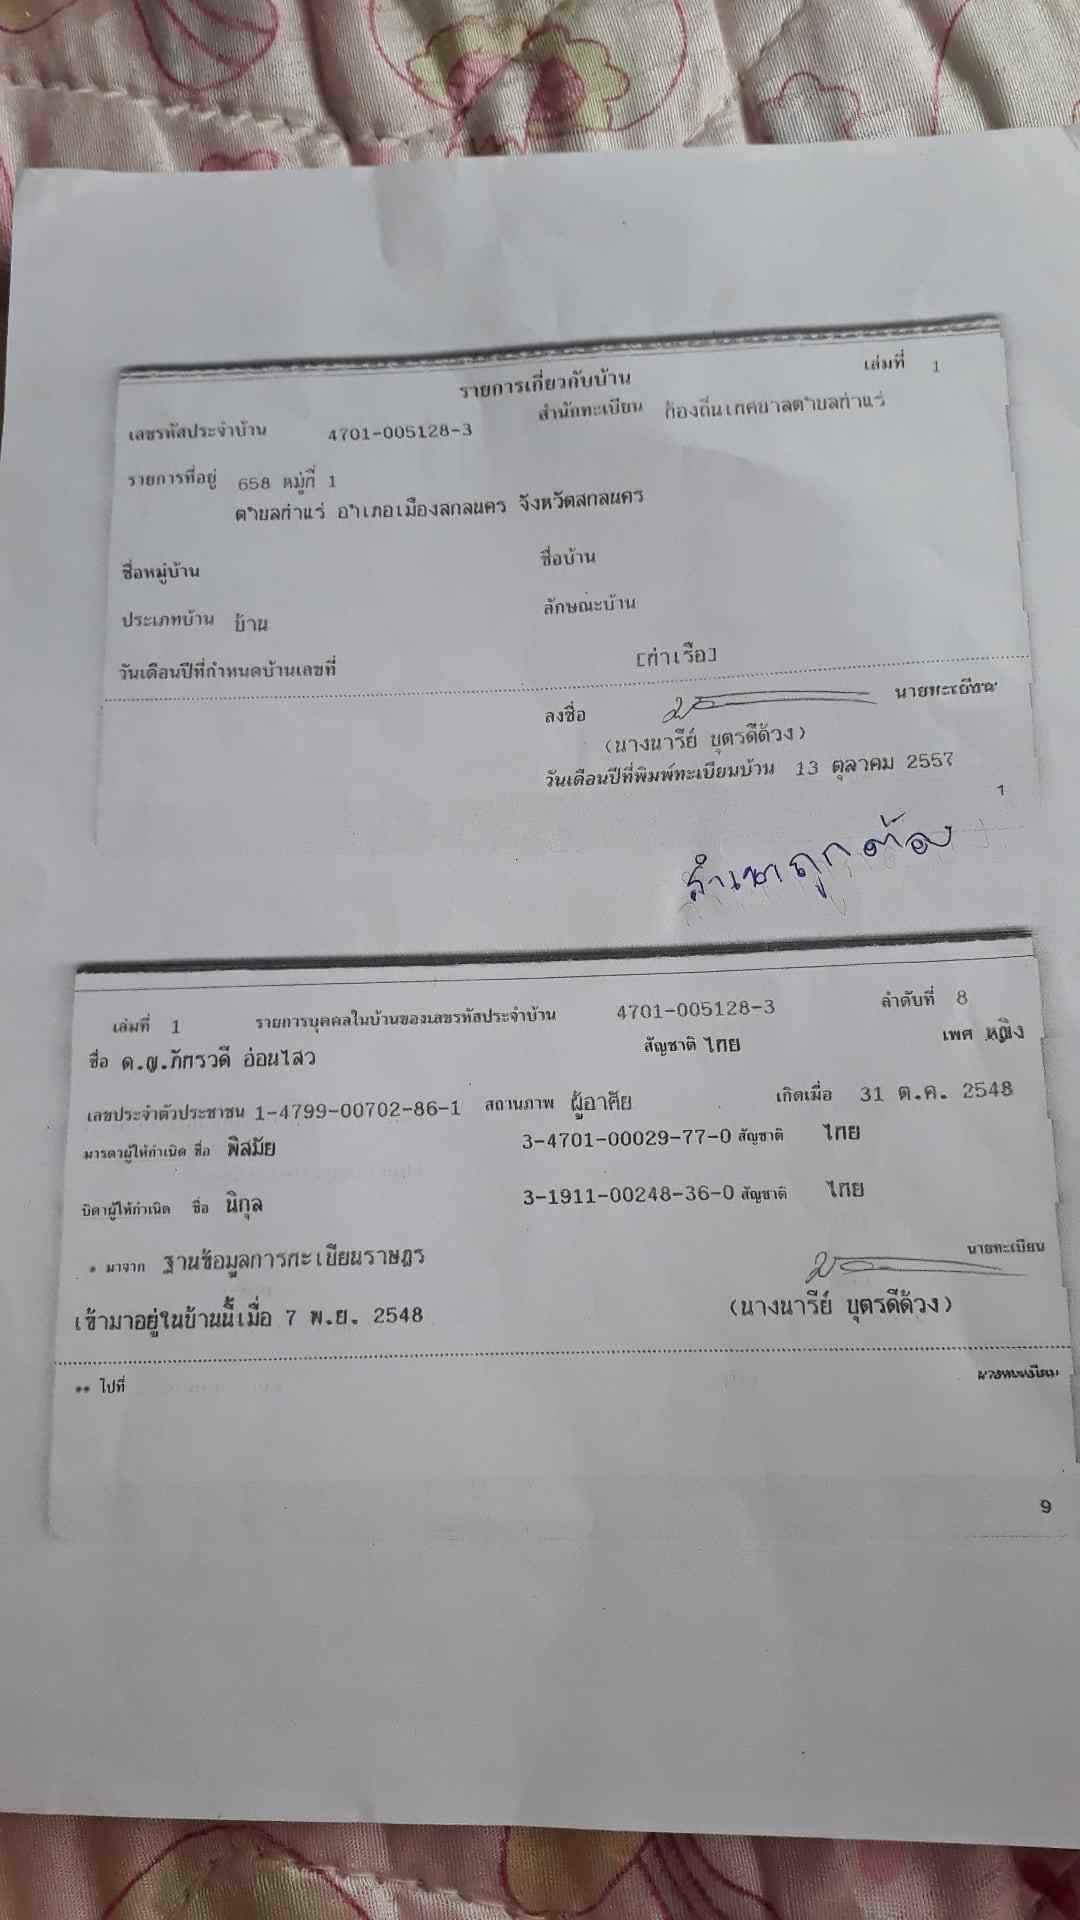 เล่มที่ 1
รายการเกี่ยวกับบ้าน
เลขรหัสประจำบ้าน 4701-005128-3 สำนักทะเบียน ท้องถิ่นเทศบาลตำบลท่าแร่
รายการที่อยู่ 658 หมู่ที่ 1
ตำบลท่าแร่ อำเภอเมืองสกลนคร จังหวัดสกลนคร
ชื่อหมู่บ้าน ชื่อบ้าน
ประเภทบ้าน บ้าน ลักษณะบ้าน
วันเดือนปีที่กำหนดบ้านเลขที่ [ท่าเรือ]
ลงชื่อ นายทะเบียน
(นางนารีย์ บุตรดีด้วง)
วันเดือนปีที่พิมพ์ทะเบียนบ้าน 13 ตุลาคม 2557
1
สำเนาถูกต้อง
เล่มที่ 1 รายการบุคคลในบ้านของเลขรหัสประจำบ้าน 4701-005128-3 ลำดับที่ 8
ชื่อ ด.ญ.ภัทรวดี อ่อนไสว สัญชาติ ไทย เพศ หญิง
เลขประจำตัวประชาชน 1-4799-00702-86-1 สถานภาพ ผู้อาศัย เกิดเมื่อ 31 ต.ค. 2548
มารดาผู้ให้กำเนิด ชื่อ พิสมัย 3-4701-00029-77-0 สัญชาติ ไทย
บิดาผู้ให้กำเนิด ชื่อ นิกุล 3-1911-00248-36-0 สัญชาติ ไทย
* มาจาก ฐานข้อมูลการทะเบียนราษฎร นายทะเบียน
เข้ามาอยู่ในบ้านนี้เมื่อ 7 พ.ย. 2548 (นางนารีย์ บุตรดีด้วง)
** ไปที่ นายทะเบียน
9